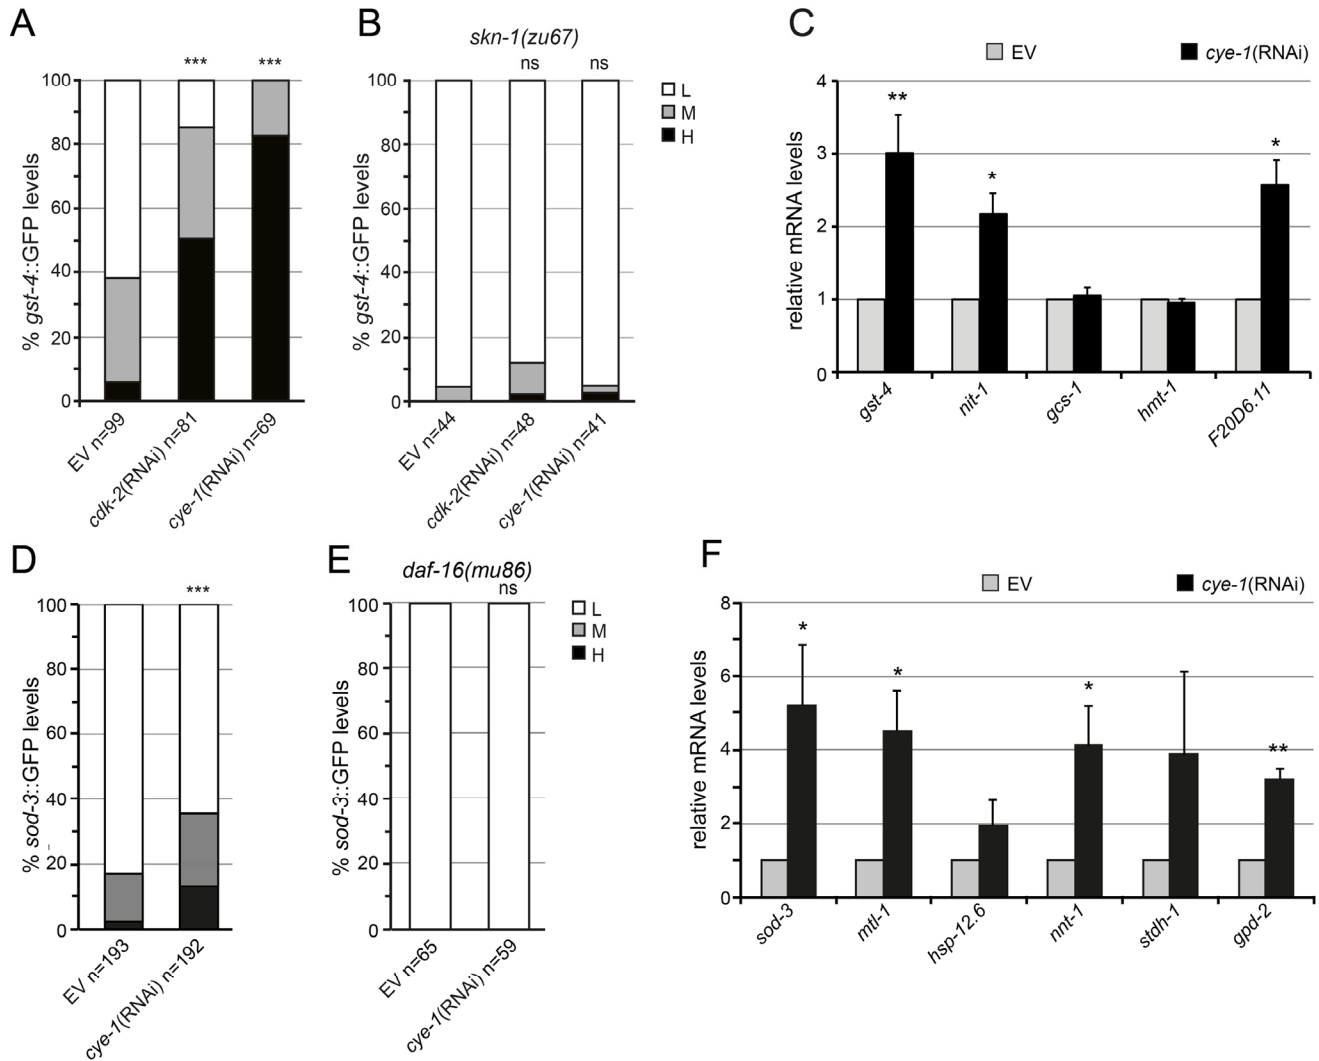 A
% gst-4::GFP levels
100
80
60
40
20
0
***
***
EV n=99
cdk-2(RNAi) n=81
cye-1(RNAi) n=69
B
skn-1(zu67)
ns
ns
% gst-4::GFP levels
100
80
60
40
20
0
EV n=44
cdk-2(RNAi) n=48
cye-1(RNAi) n=41
L
M
H
C
EV
cye-1(RNAi)
relative mRNA levels
4
3
2
1
0
**
*
*
gst-4
nit-1
gcs-1
hmt-1
F20D6.11
D
% sod-3::GFP levels
100
80
60
40
20
0
***
EV n=193
cye-1(RNAi) n=192
E
daf-16(mu86)
ns
% sod-3::GFP levels
100
80
60
40
20
0
EV n=65
cye-1(RNAi) n=59
L
M
H
F
EV
cye-1(RNAi)
relative mRNA levels
8
6
4
2
0
*
*
*
**
sod-3
mtl-1
hsp-12.6
nnt-1
stdh-1
gpd-2